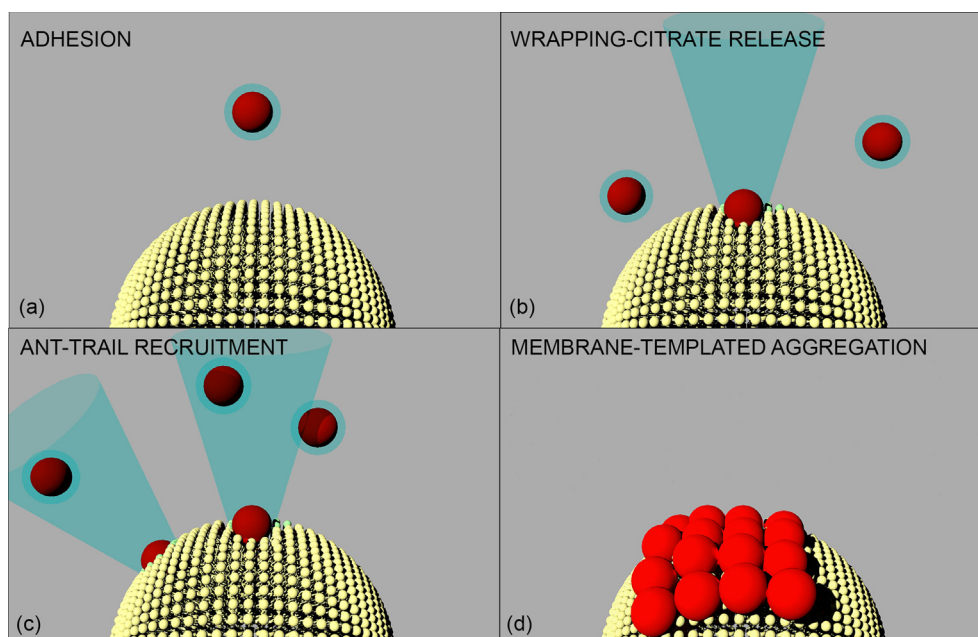 ADHESION
(a)
WRAPPING-CITRATE RELEASE
(b)
ANT-TRAIL RECRUITMENT
(c)
MEMBRANE-TEMPLATED AGGREGATION
(d)